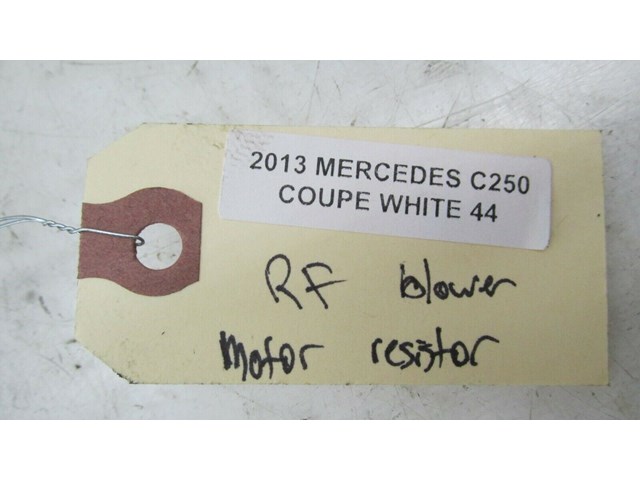 2013 MERCEDES C250
COUPE WHITE 44
RF blower
motor resistor